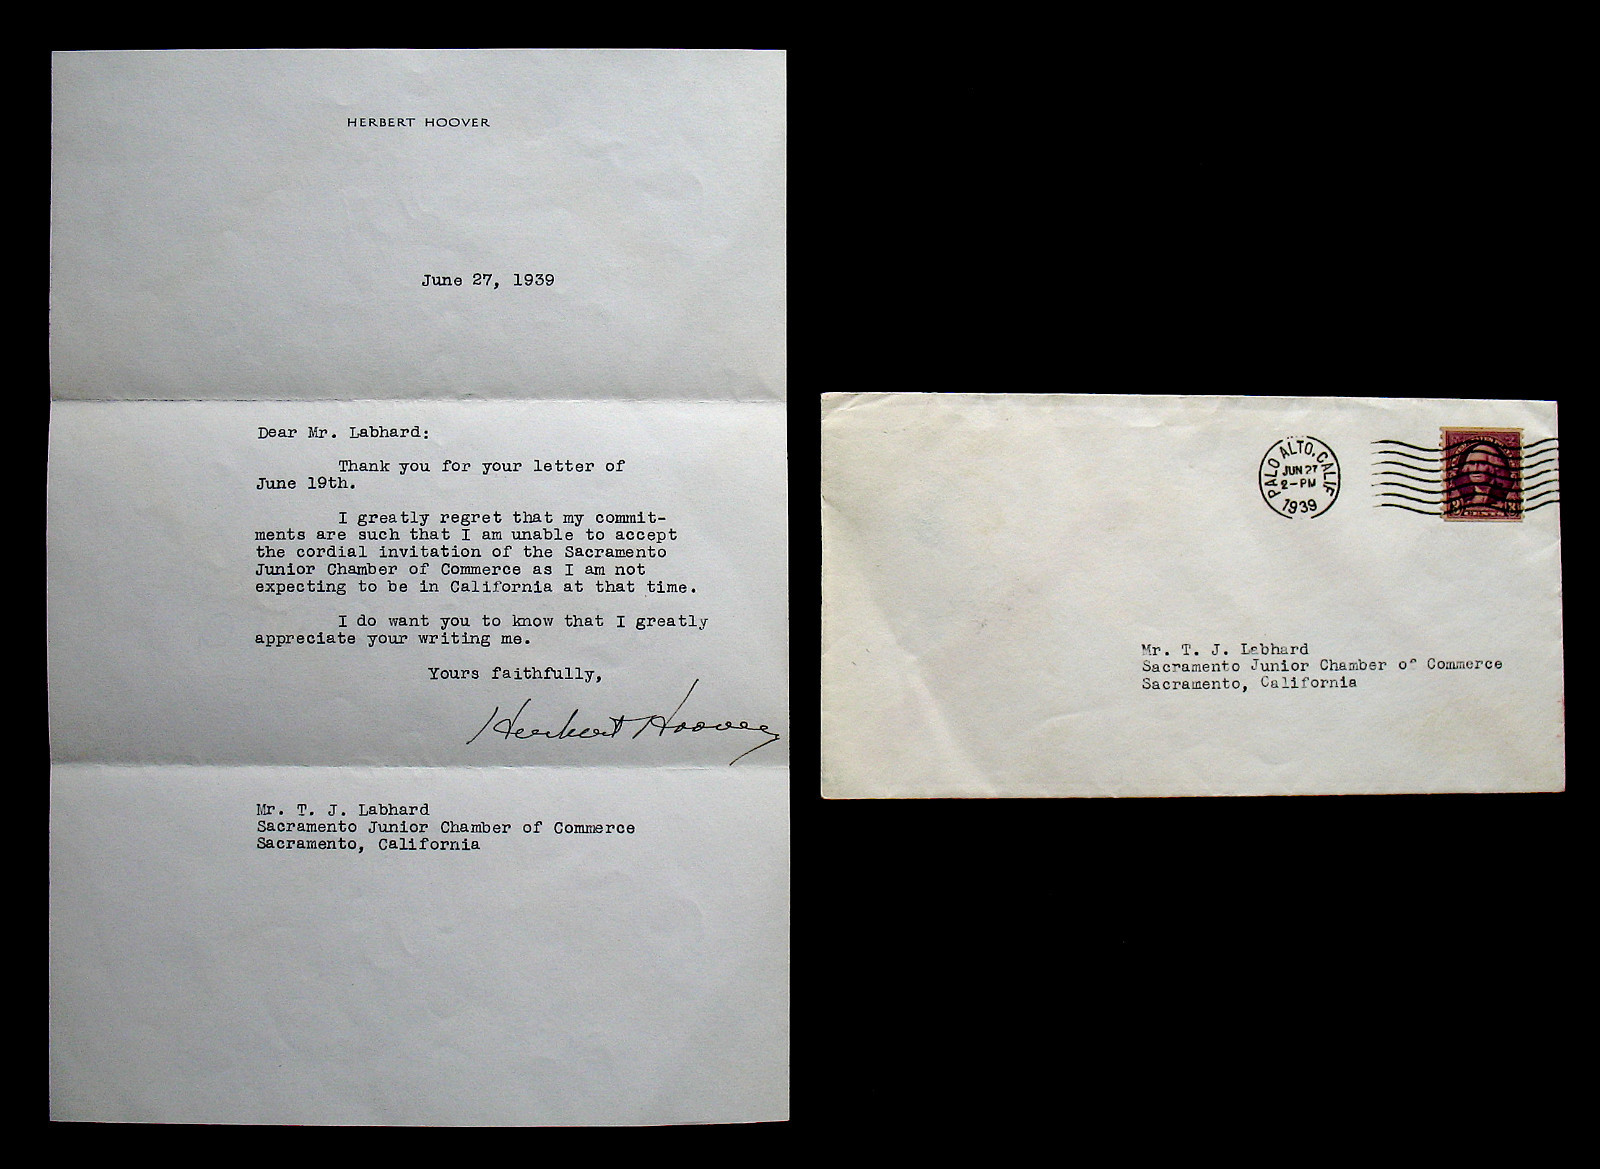 HERBERT HOOVER
June 27, 1939
Dear Mr. Labhard:
Thank you for your letter of
June 19th.
I greatly regret that my commit-
ments are such that I am unable to accept
the cordial invitation of the Sacramento
Junior Chamber of Commerce as I am not
expecting to be in California at that time.
I do want you to know that I greatly
appreciate your writing me.
Yours faithfully,
Herbert Hoover
Mr. T. J. Labhard
Sacramento Junior Chamber of Commerce
Sacramento, California
PALO ALTO, CALIF
JUN 27
2-PM
1939
Mr. T. J. Labhard
Sacramento Junior Chamber of Commerce
Sacramento, California